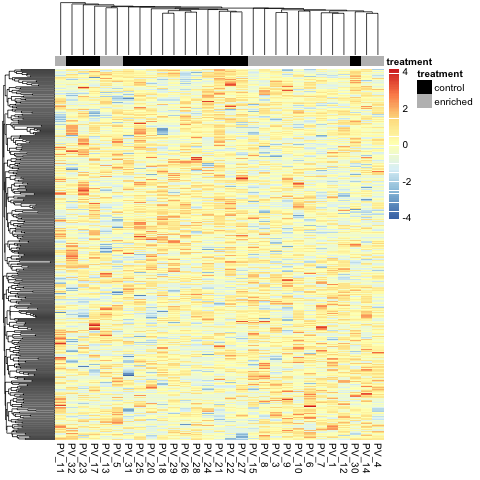 treatment
treatment
control
enriched
4
2
0
-2
-4
PV_11
PV_32
PV_23
PV_17
PV_13
PV_5
PV_31
PV_25
PV_20
PV_18
PV_29
PV_26
PV_28
PV_24
PV_21
PV_22
PV_27
PV_15
PV_8
PV_3
PV_9
PV_10
PV_6
PV_7
PV_1
PV_12
PV_30
PV_14
PV_4